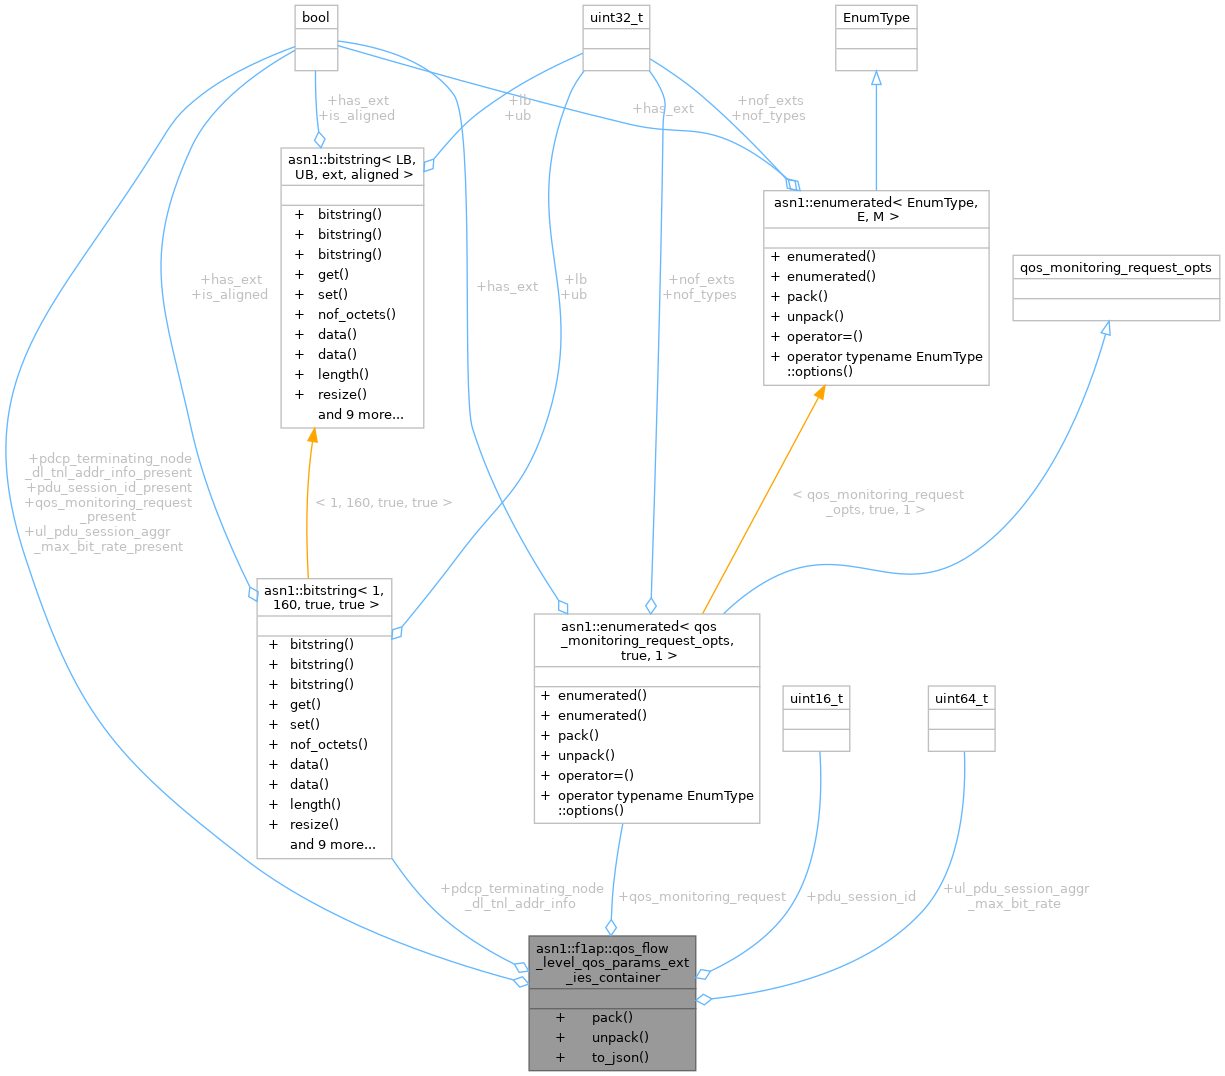 bool
uint32_t
EnumType
+has_ext
+is_aligned
+lb
+ub
+has_ext
+nof_exts
+nof_types
asn1::bitstring< LB,
UB, ext, aligned >
+ bitstring()
+ bitstring()
+ bitstring()
+ get()
+ set()
+ nof_octets()
+ data()
+ data()
+ length()
+ resize()
and 9 more...
asn1::enumerated< EnumType,
E, M >
+ enumerated()
+ enumerated()
+ pack()
+ unpack()
+ operator=()
+ operator typename EnumType
::options()
qos_monitoring_request_opts
+has_ext
+is_aligned
+has_ext
+lb
+ub
+nof_exts
+nof_types
+pdcp_terminating_node
_dl_tnl_addr_info_present
+pdu_session_id_present
+qos_monitoring_request
_present
+ul_pdu_session_aggr
_max_bit_rate_present
< 1, 160, true, true >
< qos_monitoring_request
_opts, true, 1 >
asn1::bitstring< 1,
160, true, true >
+ bitstring()
+ bitstring()
+ bitstring()
+ get()
+ set()
+ nof_octets()
+ data()
+ data()
+ length()
+ resize()
and 9 more...
asn1::enumerated< qos
_monitoring_request_opts,
true, 1 >
+ enumerated()
+ enumerated()
+ pack()
+ unpack()
+ operator=()
+ operator typename EnumType
::options()
uint16_t
uint64_t
+pdcp_terminating_node
_dl_tnl_addr_info
+qos_monitoring_request
+pdu_session_id
+ul_pdu_session_aggr
_max_bit_rate
asn1::f1ap::qos_flow
_level_qos_params_ext
_ies_container
+ pack()
+ unpack()
+ to_json()